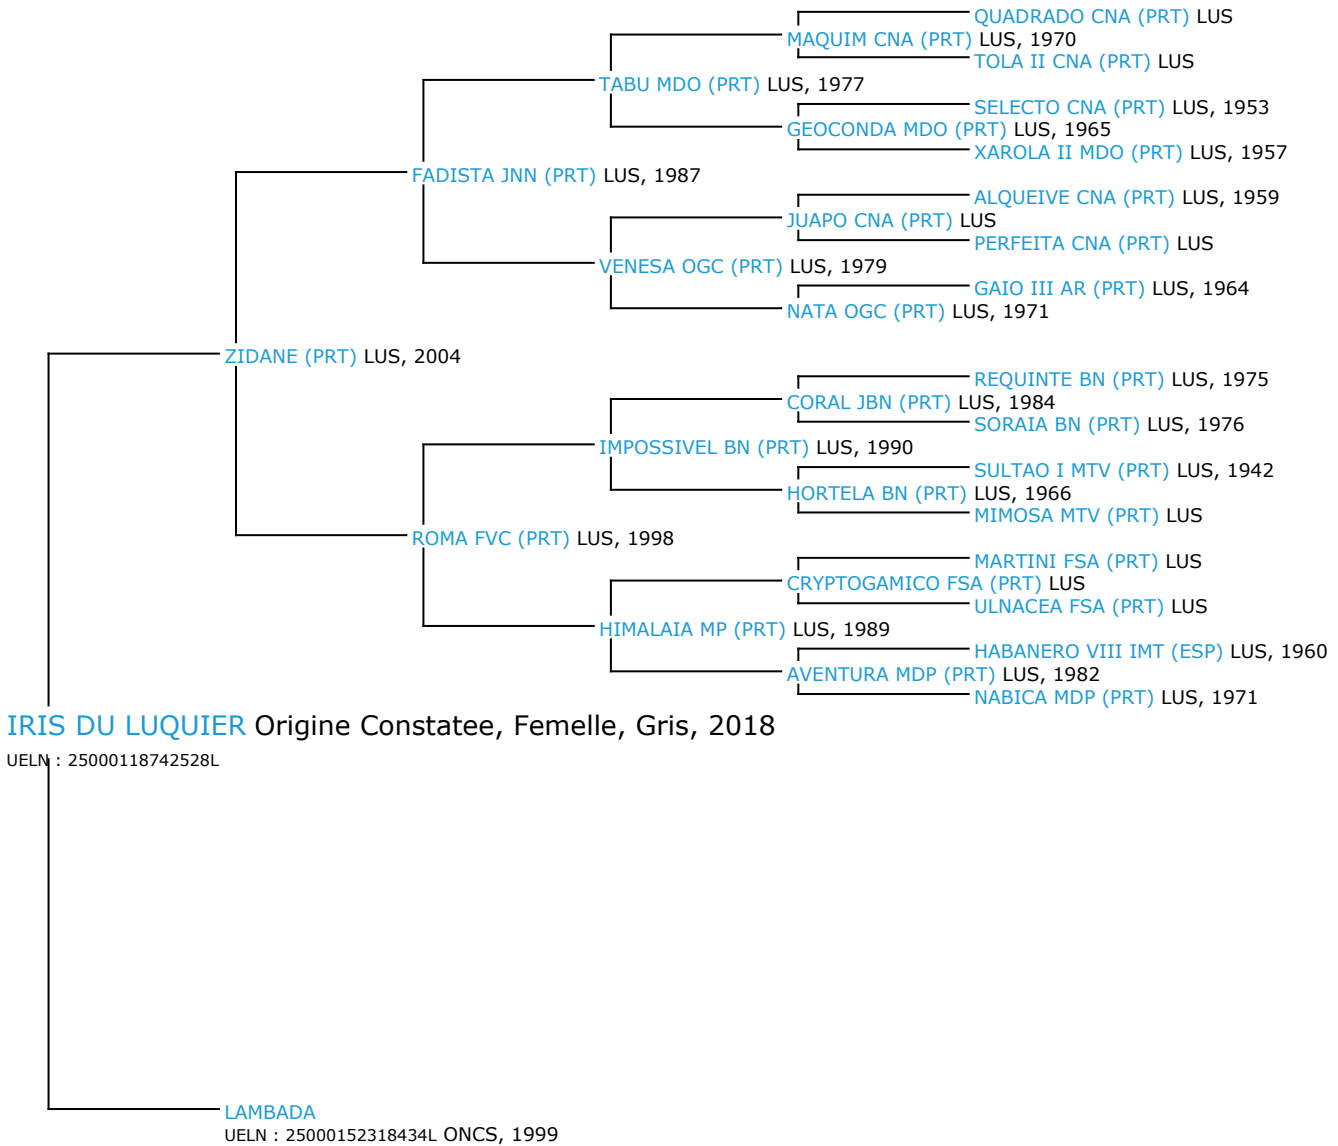 QUADRADO CNA (PRT) LUS
MAQUIM CNA (PRT) LUS, 1970
TOLA II CNA (PRT) LUS
TABU MDO (PRT) LUS, 1977
SELECTO CNA (PRT) LUS, 1953
GEOCONDA MDO (PRT) LUS, 1965
XAROLA II MDO (PRT) LUS, 1957
FADISTA JNN (PRT) LUS, 1987
ALQUEIVE CNA (PRT) LUS, 1959
JUAPO CNA (PRT) LUS
PERFEITA CNA (PRT) LUS
VENESA OGC (PRT) LUS, 1979
GAIO III AR (PRT) LUS, 1964
NATA OGC (PRT) LUS, 1971
ZIDANE (PRT) LUS, 2004
REQUINTE BN (PRT) LUS, 1975
CORAL JBN (PRT) LUS, 1984
SORAIA BN (PRT) LUS, 1976
IMPOSSIVEL BN (PRT) LUS, 1990
SULTAO I MTV (PRT) LUS, 1942
HORTELA BN (PRT) LUS, 1966
MIMOSA MTV (PRT) LUS
ROMA FVC (PRT) LUS, 1998
MARTINI FSA (PRT) LUS
CRYPTOGAMICO FSA (PRT) LUS
ULNACEA FSA (PRT) LUS
HIMALAIA MP (PRT) LUS, 1989
HABANERO VIII IMT (ESP) LUS, 1960
AVENTURA MDP (PRT) LUS, 1982
NABICA MDP (PRT) LUS, 1971
IRIS DU LUQUIER Origine Constatee, Femelle, Gris, 2018
UELN : 25000118742528L
LAMBADA
UELN : 25000152318434L ONCS, 1999